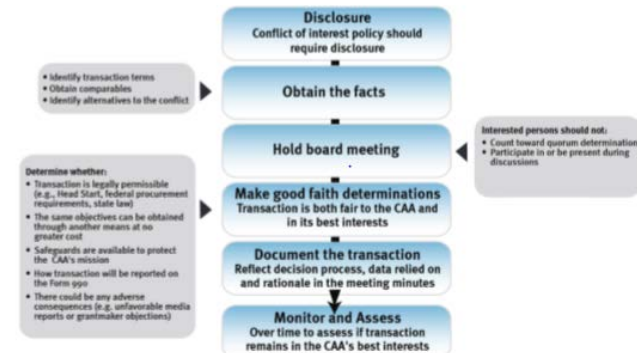 Disclosure
Conflict of interest policy should
require disclosure
• Identify transaction terms
• Obtain comparables
• Identify alternatives to the conflict
Obtain the facts
Hold board meeting
Interested persons should not:
• Count toward quorum determination
• Participate in or be present during
discussions
Determine whether:
• Transaction is legally permissible
(e.g., Head Start, federal procurement
requirements, state law)
• The same objectives can be obtained
through another means at no
greater cost
• Safeguards are available to protect
the CAA's mission
• How transaction will be reported on
the Form 990
• There could be any adverse
consequences (e.g. unfavorable media
reports or grantmaker objections)
Make good faith determinations
Transaction is both fair to the CAA and
in its best interests
Document the transaction
Reflect decision process, data relied on
and rationale in the meeting minutes
Monitor and Assess
Over time to assess if transaction
remains in the CAA's best interests